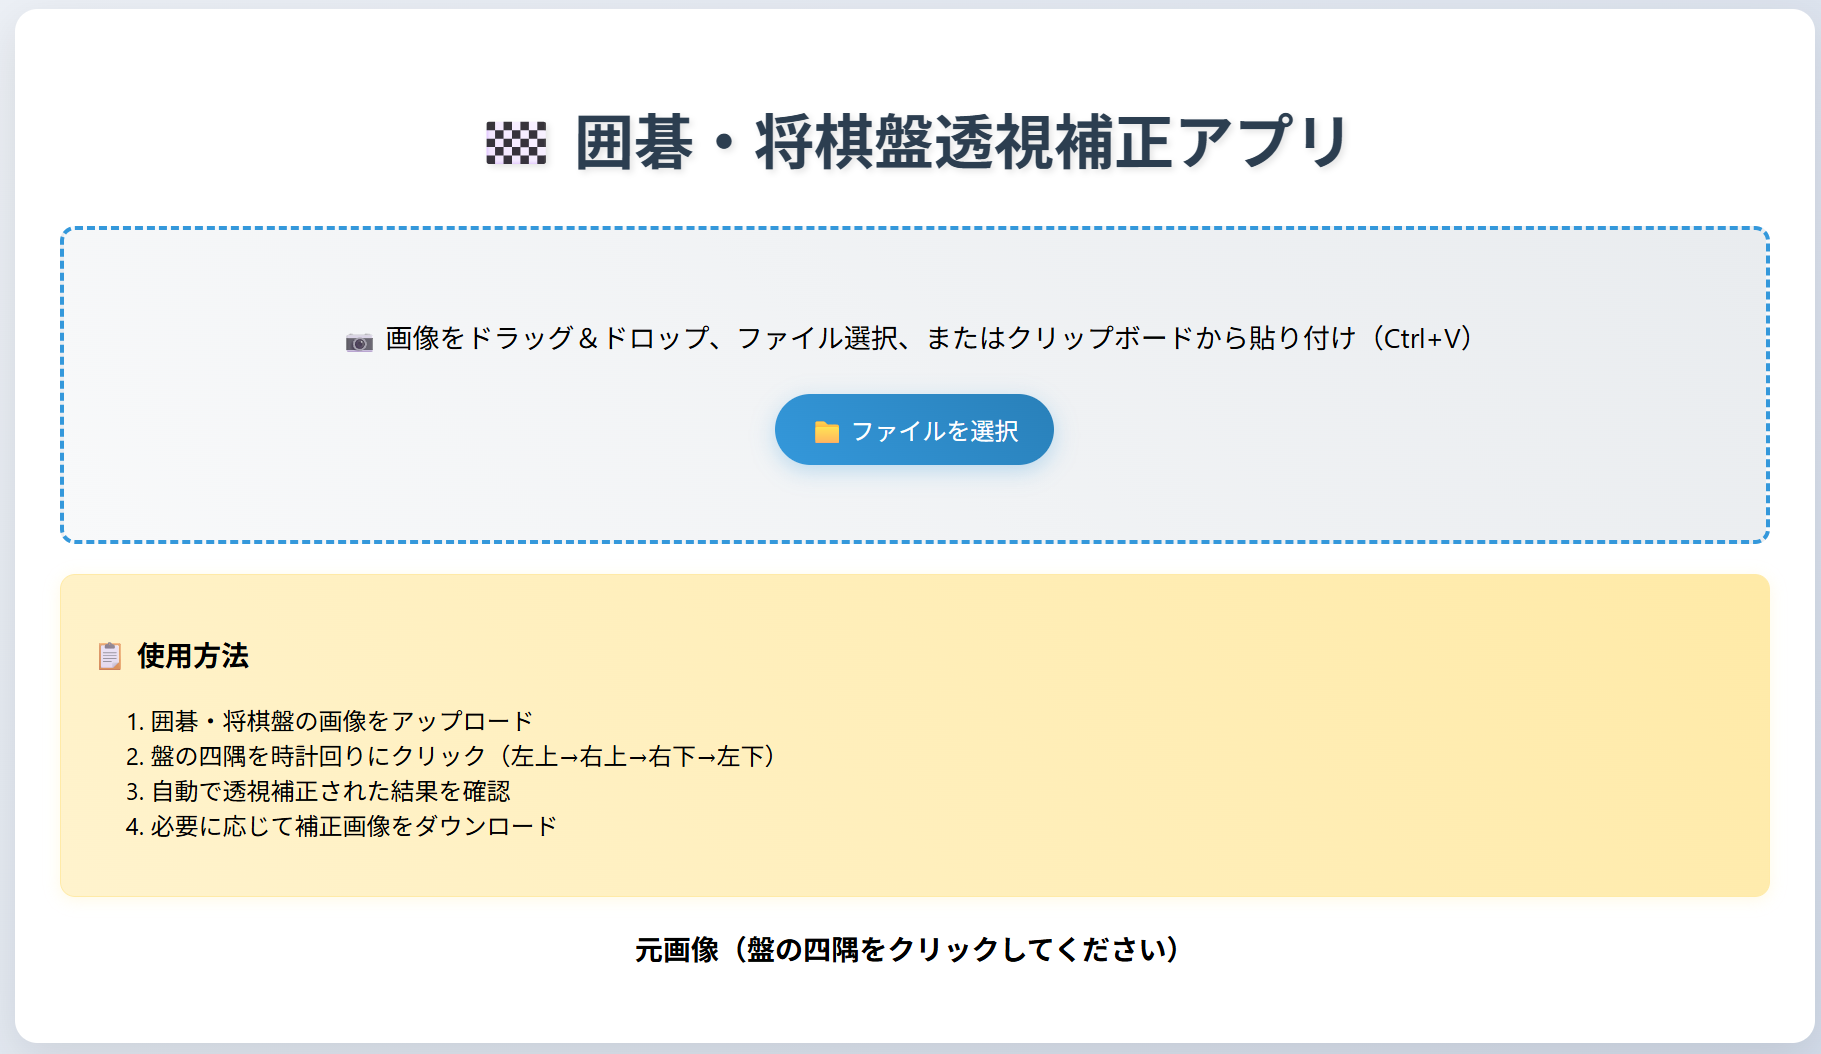 囲碁・将棋盤透視補正アプリ
画像をドラッグ＆ドロップ、ファイル選択、またはクリップボードから貼り付け（Ctrl+V）
ファイルを選択
使用方法
1. 囲碁・将棋盤の画像をアップロード
2. 盤の四隅を時計回りにクリック（左上→右上→右下→左下）
3. 自動で透視補正された結果を確認
4. 必要に応じて補正画像をダウンロード
元画像（盤の四隅をクリックしてください）